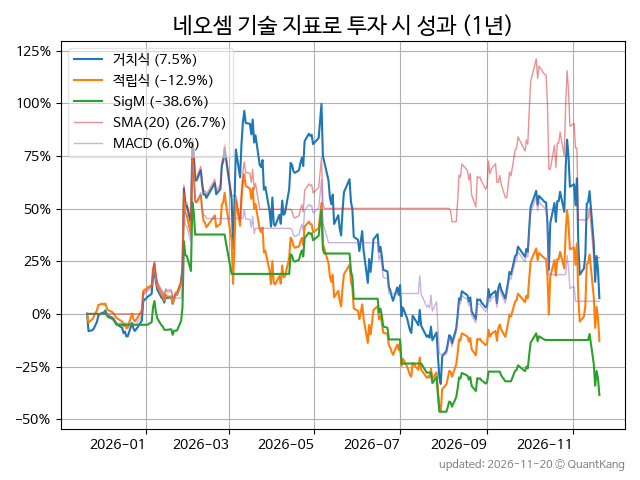 네오셈 기술 지표로 투자 시 성과 (1년)
125%
100%
75%
50%
25%
0%
−25%
−50%
거치식 (7.5%)
적립식 (−12.9%)
SigM (−38.6%)
SMA(20) (26.7%)
MACD (6.0%)
2026-01
2026-03
2026-05
2026-07
2026-09
2026-11
updated: 2026-11-20 © QuantKang